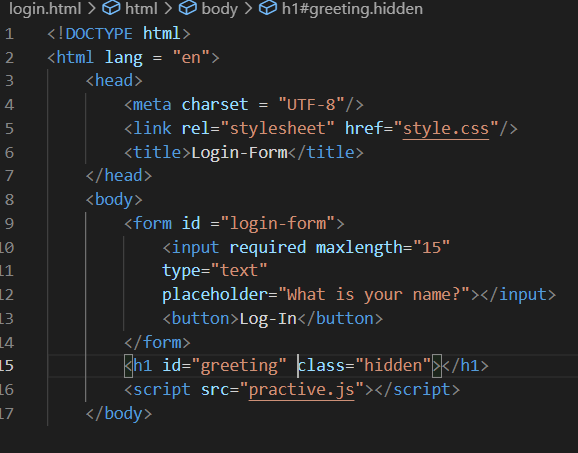 login.html > html > body > h1#greeting.hidden
1 <!DOCTYPE html>
2 <html lang = "en">
3 <head>
4 <meta charset = "UTF-8"/>
5 <link rel="stylesheet" href="style.css"/>
6 <title>Login-Form</title>
7 </head>
8 <body>
9 <form id ="login-form">
10 <input required maxlength="15"
11 type="text"
12 placeholder="What is your name?"></input>
13 <button>Log-In</button>
14 </form>
15 <h1 id="greeting" class="hidden"></h1>
16 <script src="practive.js"></script>
17 </body>